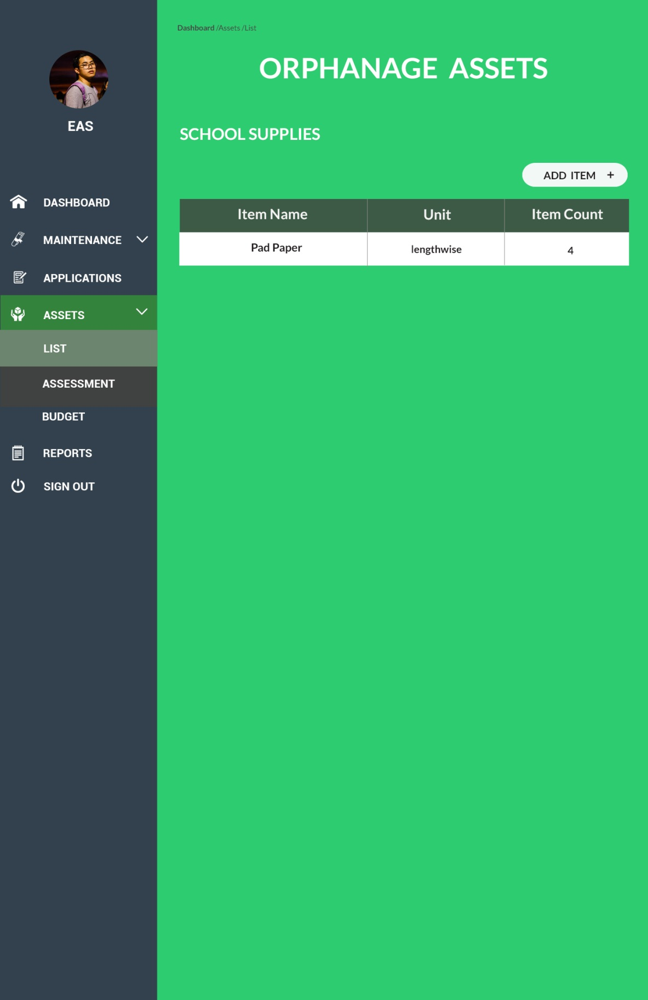 EAS
DASHBOARD
MAINTENANCE
APPLICATIONS
ASSETS
LIST
ASSESSMENT
BUDGET
REPORTS
SIGN OUT
Dashboard /Assets /List
ORPHANAGE ASSETS
SCHOOL SUPPLIES
ADD ITEM +
Item Name Unit Item Count
Pad Paper lengthwise 4